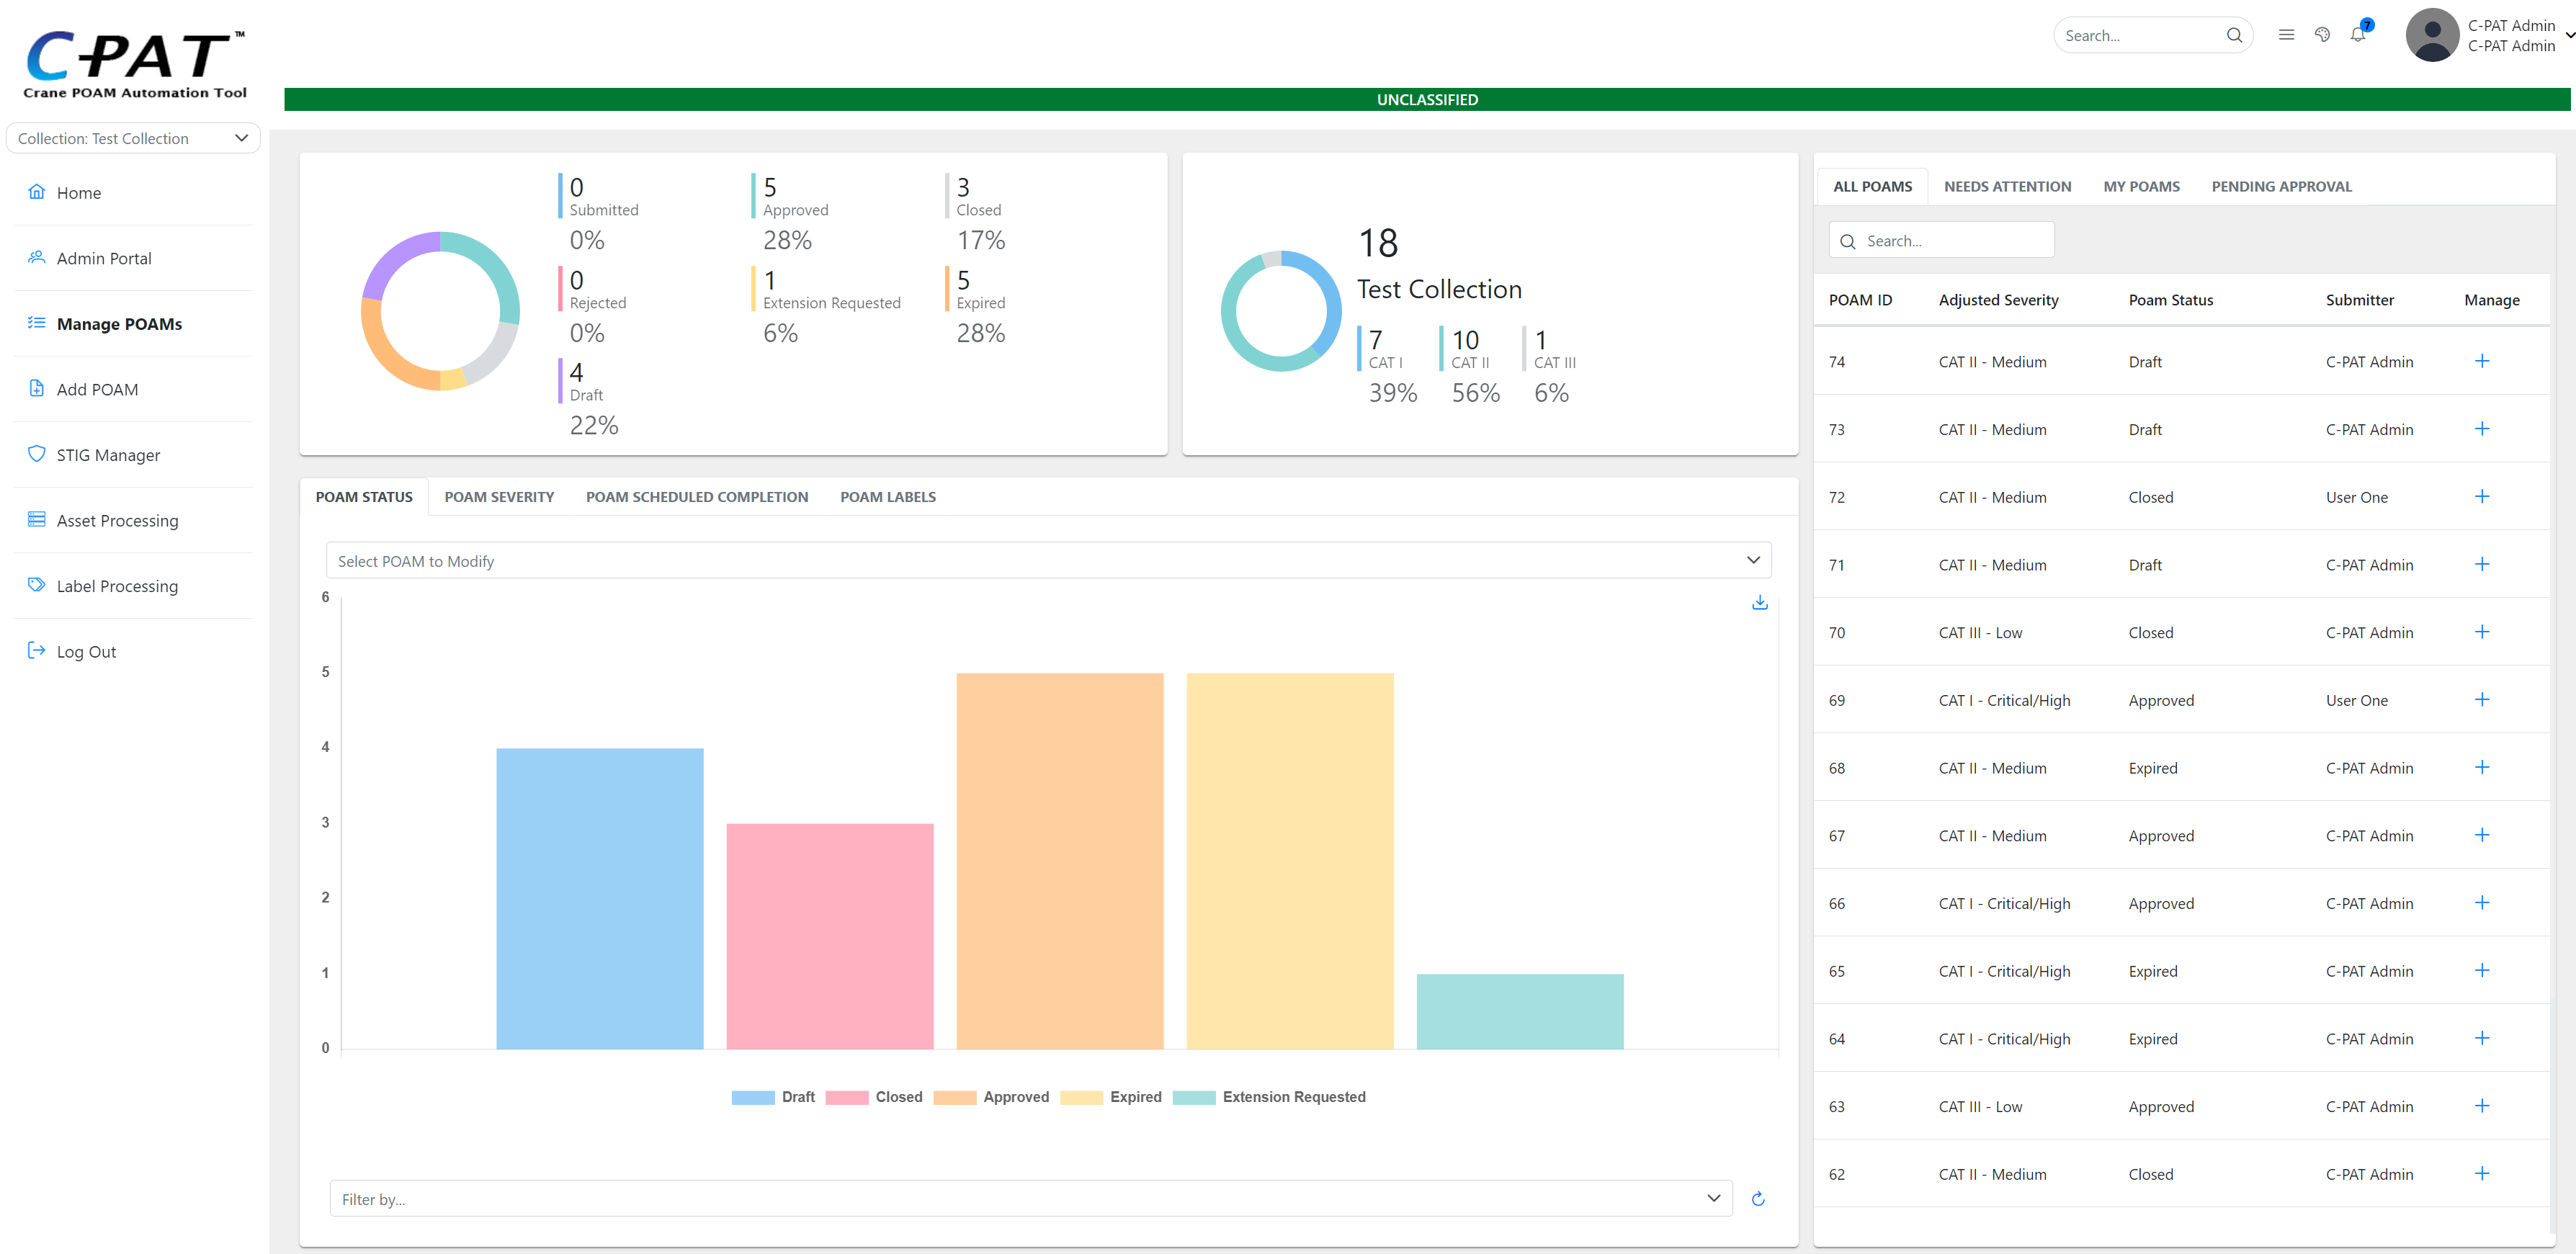 C-PAT™
Crane POAM Automation Tool
Search...
7
C-PAT Admin
C-PAT Admin
UNCLASSIFIED
Collection: Test Collection
Home
Admin Portal
Manage POAMs
Add POAM
STIG Manager
Asset Processing
Label Processing
Log Out
0
Submitted
0%
5
Approved
28%
3
Closed
17%
0
Rejected
0%
1
Extension Requested
6%
5
Expired
28%
4
Draft
22%
18
Test Collection
7
CAT I
39%
10
CAT II
56%
1
CAT III
6%
POAM STATUS POAM SEVERITY POAM SCHEDULED COMPLETION POAM LABELS
Select POAM to Modify
6
5
4
3
2
1
0
Draft Closed Approved Expired Extension Requested
Filter by...
ALL POAMS NEEDS ATTENTION MY POAMS PENDING APPROVAL
Search...
POAM ID Adjusted Severity Poam Status Submitter Manage
74 CAT II - Medium Draft C-PAT Admin
73 CAT II - Medium Draft C-PAT Admin
72 CAT II - Medium Closed User One
71 CAT II - Medium Draft C-PAT Admin
70 CAT III - Low Closed C-PAT Admin
69 CAT I - Critical/High Approved User One
68 CAT II - Medium Expired C-PAT Admin
67 CAT II - Medium Approved C-PAT Admin
66 CAT I - Critical/High Approved C-PAT Admin
65 CAT I - Critical/High Expired C-PAT Admin
64 CAT I - Critical/High Expired C-PAT Admin
63 CAT III - Low Approved C-PAT Admin
62 CAT II - Medium Closed C-PAT Admin